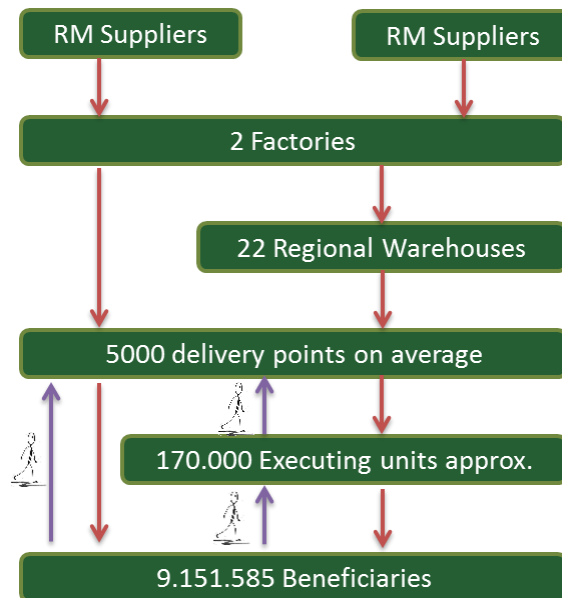 RM Suppliers
RM Suppliers
2 Factories
22 Regional Warehouses
5000 delivery points on average
170.000 Executing units approx.
9.151.585 Beneficiaries